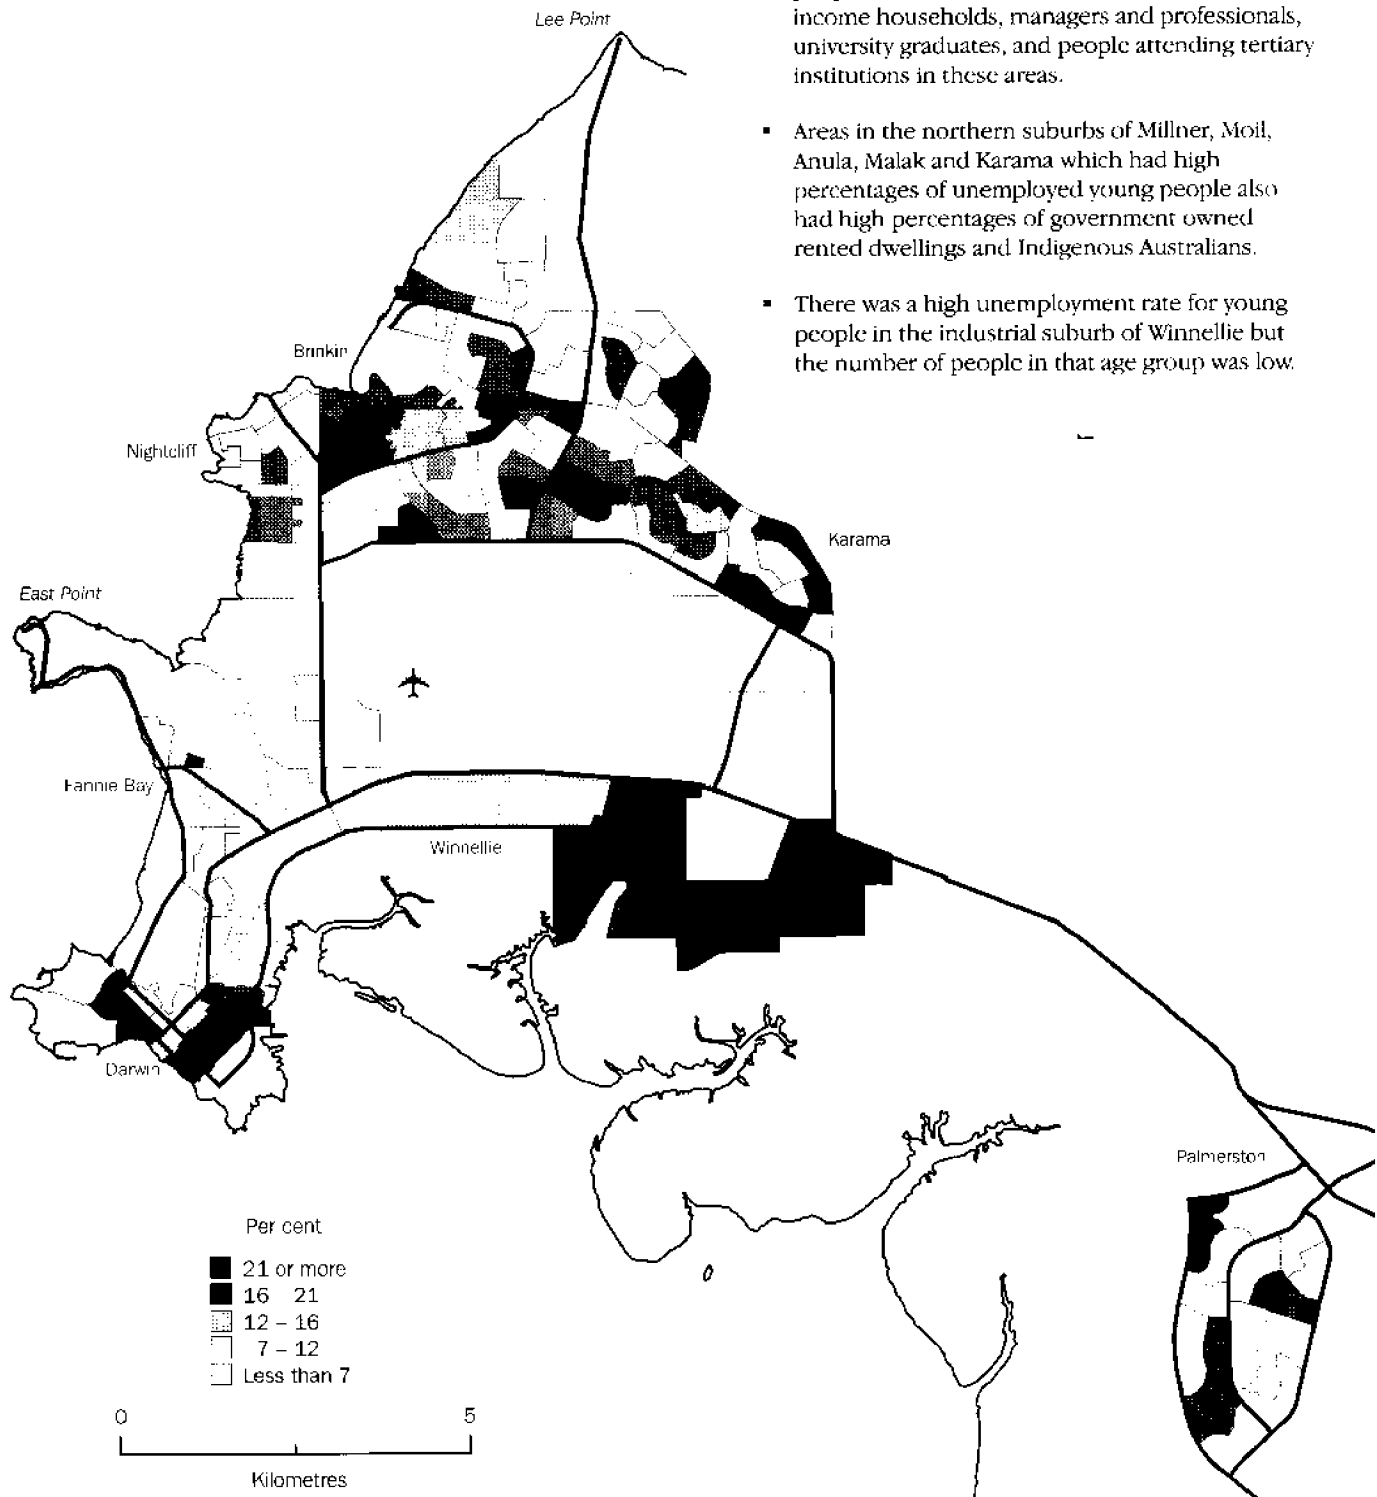 Lee Point
income households, managers and professionals,
university graduates, and people attending tertiary
institutions in these areas.
▪ Areas in the northern suburbs of Millner, Moil,
Anula, Malak and Karama which had high
percentages of unemployed young people also
had high percentages of government owned
rented dwellings and Indigenous Australians.
▪ There was a high unemployment rate for young
people in the industrial suburb of Winnellie but
the number of people in that age group was low.
Brinkin
Nightcliff
Karama
East Point
Fannie Bay
Winnellie
Darwin
Palmerston
Per cent
21 or more
16 21
12 – 16
7 – 12
Less than 7
0 5
Kilometres